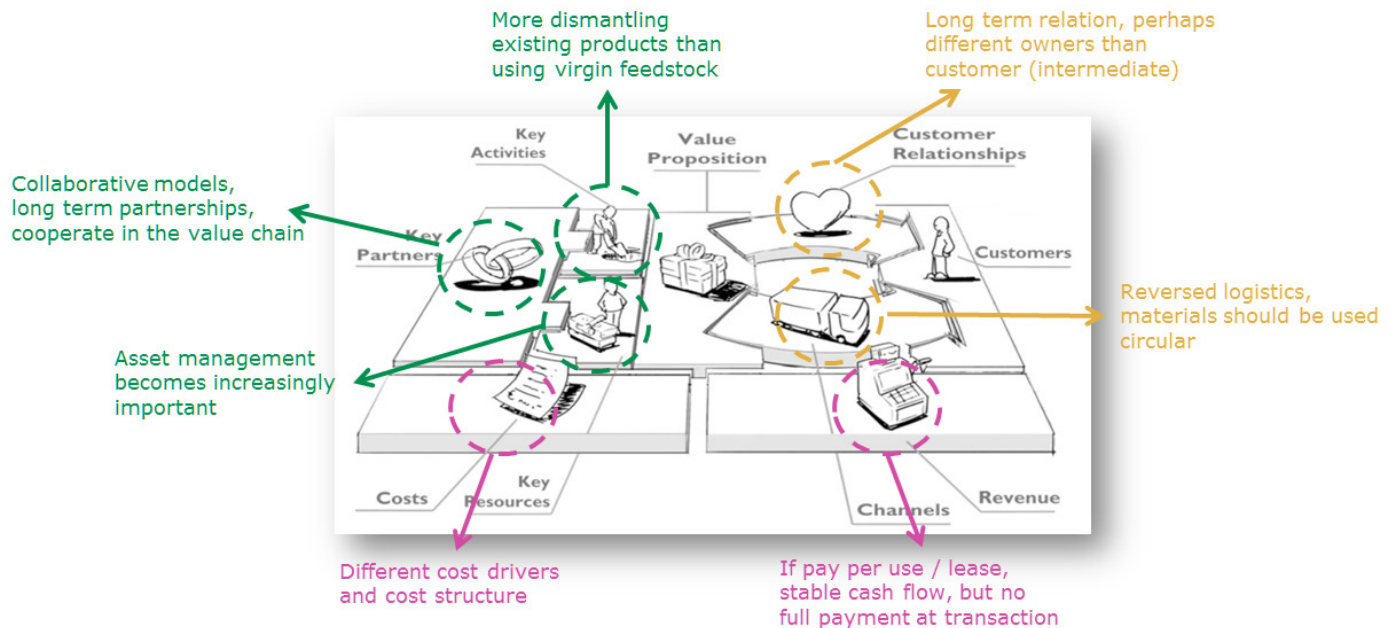 More dismantling
existing products than
using virgin feedstock
Long term relation, perhaps
different owners than
customer (intermediate)
Key
Activities
Value
Proposition
Customer
Relationships
Collaborative models,
long term partnerships,
cooperate in the value chain
Key
Partners
Customers
Reversed logistics,
materials should be used
circular
Asset management
becomes increasingly
important
Costs
Key
Resources
Channels
Revenue
Different cost drivers
and cost structure
If pay per use / lease,
stable cash flow, but no
full payment at transaction